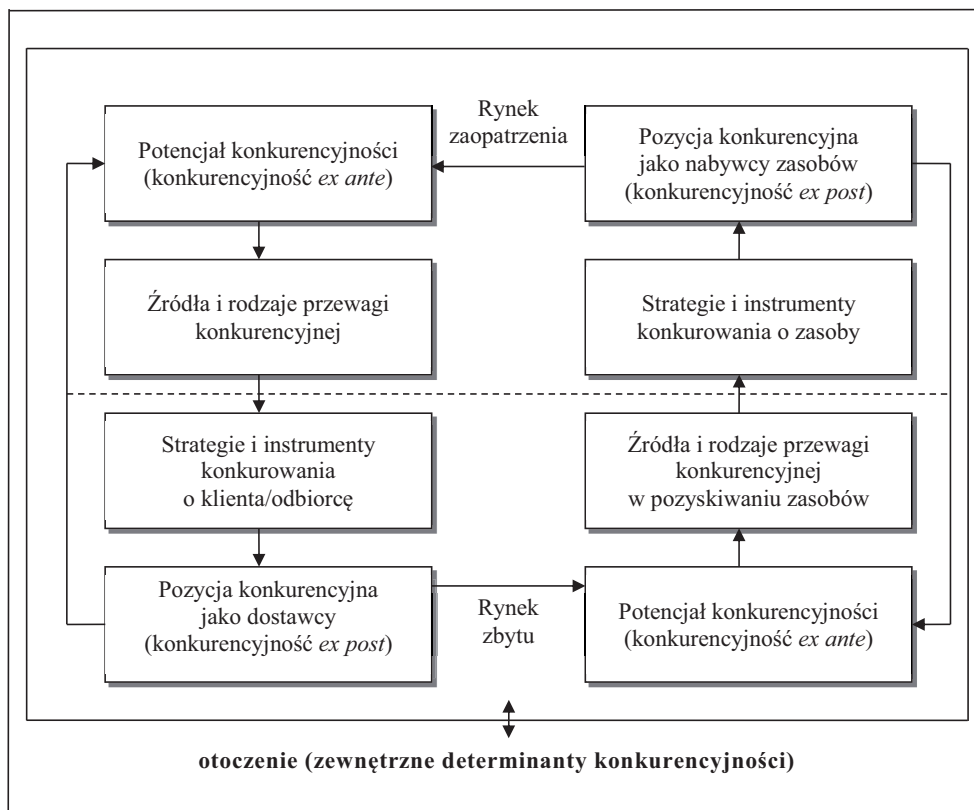 Potencjał konkurencyjności
(konkurencyjność ex ante)
Rynek
zaopatrzenia
Pozycja konkurencyjna
jako nabywcy zasobów
(konkurencyjność ex post)
Źródła i rodzaje przewagi
konkurencyjnej
Strategie i instrumenty
konkurowania o zasoby
Strategie i instrumenty
konkurowania
o klienta/odbiorcę
Źródła i rodzaje przewagi
konkurencyjnej
w pozyskiwaniu zasobów
Pozycja konkurencyjna
jako dostawcy
(konkurencyjność ex post)
Rynek
zbytu
Potencjał konkurencyjności
(konkurencyjność ex ante)
otoczenie (zewnętrzne determinanty konkurencyjności)